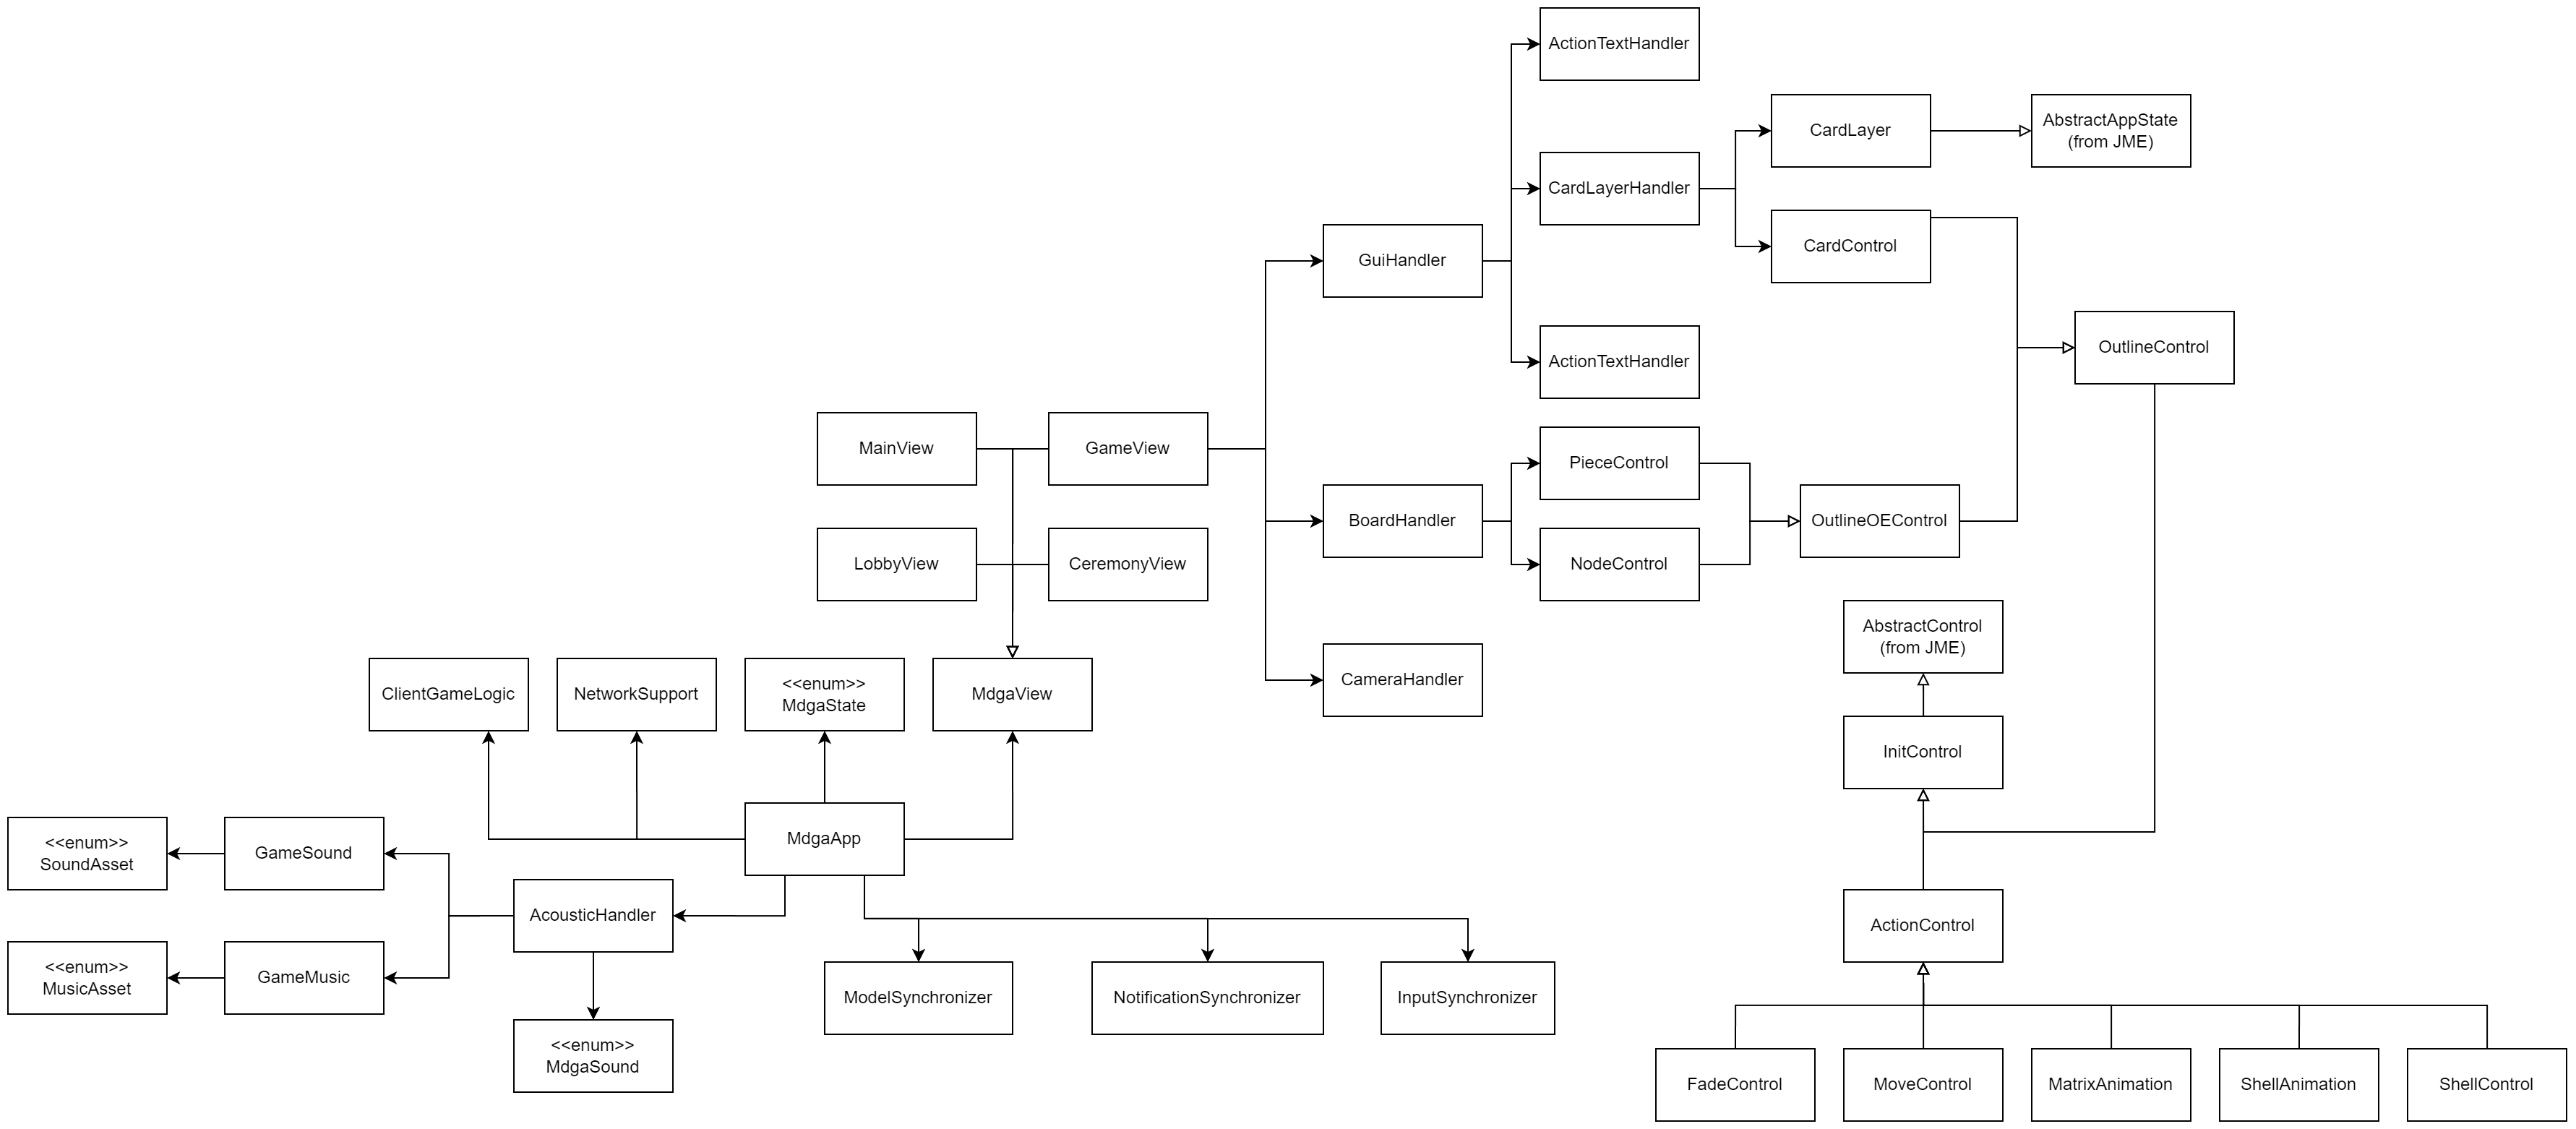 ActionTextHandler
CardLayer
AbstractAppState
(from JME)
CardLayerHandler
CardControl
GuiHandler
OutlineControl
ActionTextHandler
MainView
GameView
PieceControl
BoardHandler
OutlineOEControl
LobbyView
CeremonyView
NodeControl
AbstractControl
(from JME)
ClientGameLogic
NetworkSupport
<<enum>>
MdgaState
MdgaView
CameraHandler
InitControl
MdgaApp
<<enum>>
SoundAsset
GameSound
AcousticHandler
ActionControl
<<enum>>
MusicAsset
GameMusic
ModelSynchronizer
NotificationSynchronizer
InputSynchronizer
<<enum>>
MdgaSound
FadeControl
MoveControl
MatrixAnimation
ShellAnimation
ShellControl